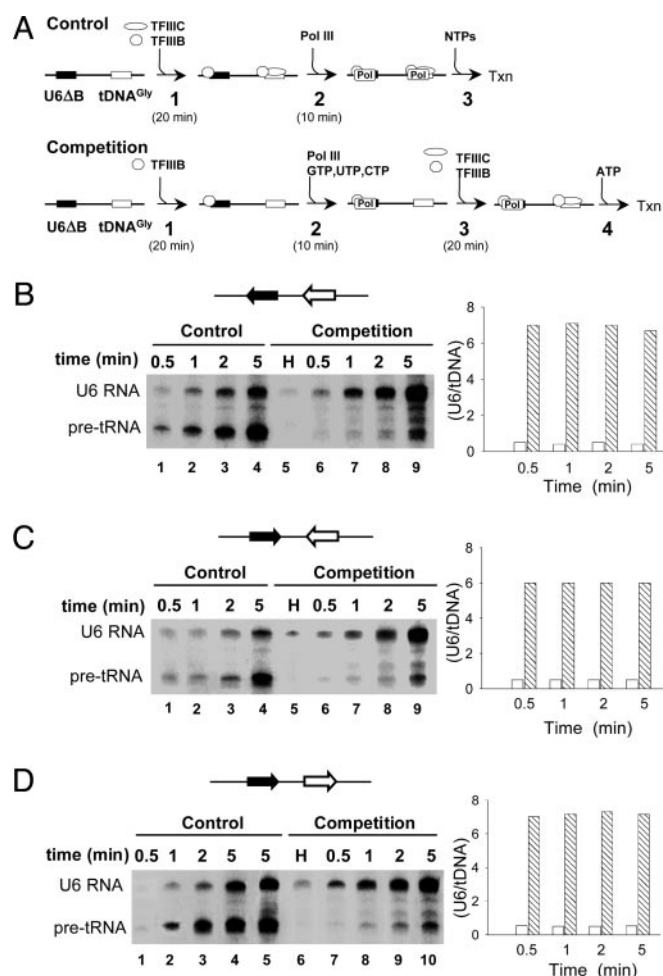 A
Control
TFIIIC
TFIIIB
Pol III
NTPs
Pol
Pol
Txn
U6ΔB
tDNAGly
1
2
3
(20 min)
(10 min)
Competition
TFIIIB
Pol III
GTP,UTP,CTP
TFIIIC
TFIIIB
ATP
Pol
Pol
Txn
U6ΔB
tDNAGly
1
2
3
4
(20 min)
(10 min)
(20 min)
B
Control Competition
time (min) 0.5 1 2 5 H 0.5 1 2 5
U6 RNA
pre-tRNA
1 2 3 4 5 6 7 8 9
(U6/tDNA)
8
6
4
2
0
0.5 1 2 5
Time (min)
C
Control Competition
time (min) 0.5 1 2 5 H 0.5 1 2 5
U6 RNA
pre-tRNA
1 2 3 4 5 6 7 8 9
(U6/tDNA)
8
6
4
2
0
0.5 1 2 5
Time (min)
D
Control Competition
time (min) 0.5 1 2 5 5 H 0.5 1 2 5
U6 RNA
pre-tRNA
1 2 3 4 5 6 7 8 9 10
(U6/tDNA)
8
6
4
2
0
0.5 1 2 5
Time (min)